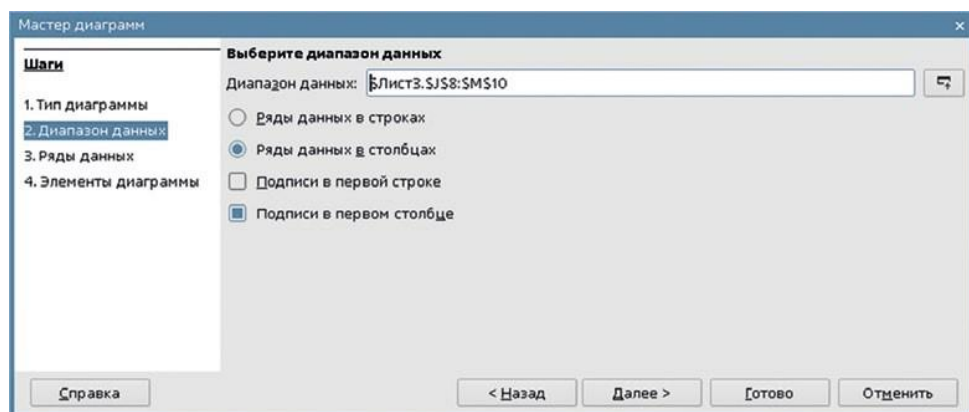 Мастер диаграмм
Шаги
1. Тип диаграммы
2. Диапазон данных
3. Ряды данных
4. Элементы диаграммы
Выберите диапазон данных
Диапазон данных: $Лист3.$J$8:$M$10
Ряды данных в строках
Ряды данных в столбцах
Подписи в первой строке
Подписи в первом столбце
Справка
< Назад
Далее >
Готово
Отменить